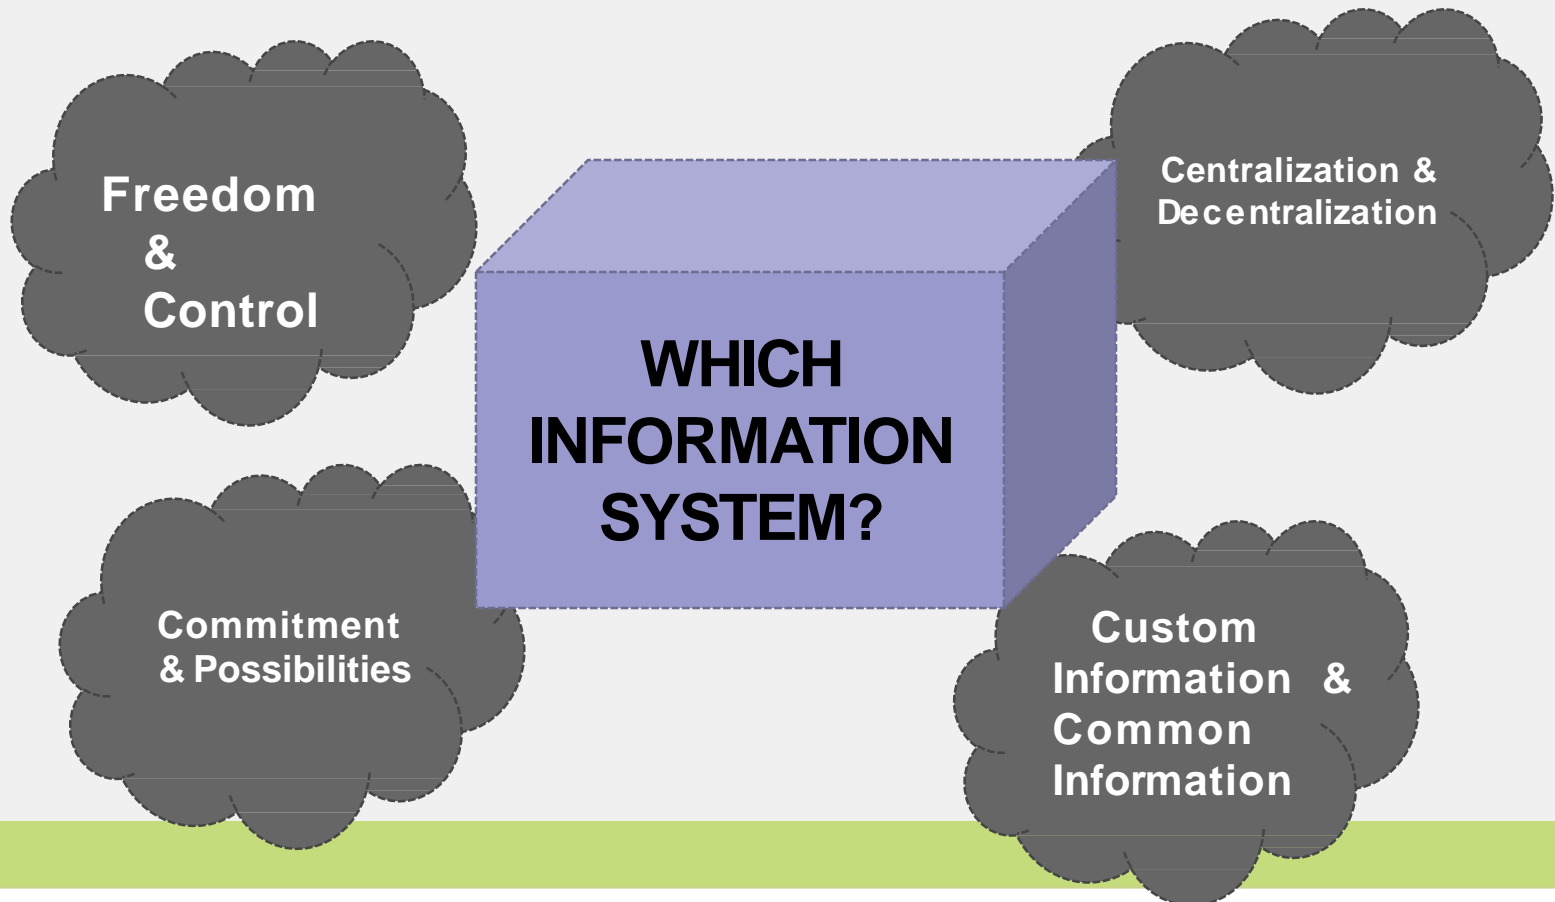 Freedom
&
Control
Centralization &
Decentralization
WHICH
INFORMATION
SYSTEM?
Commitment
& Possibilities
Custom
Information &
Common
Information